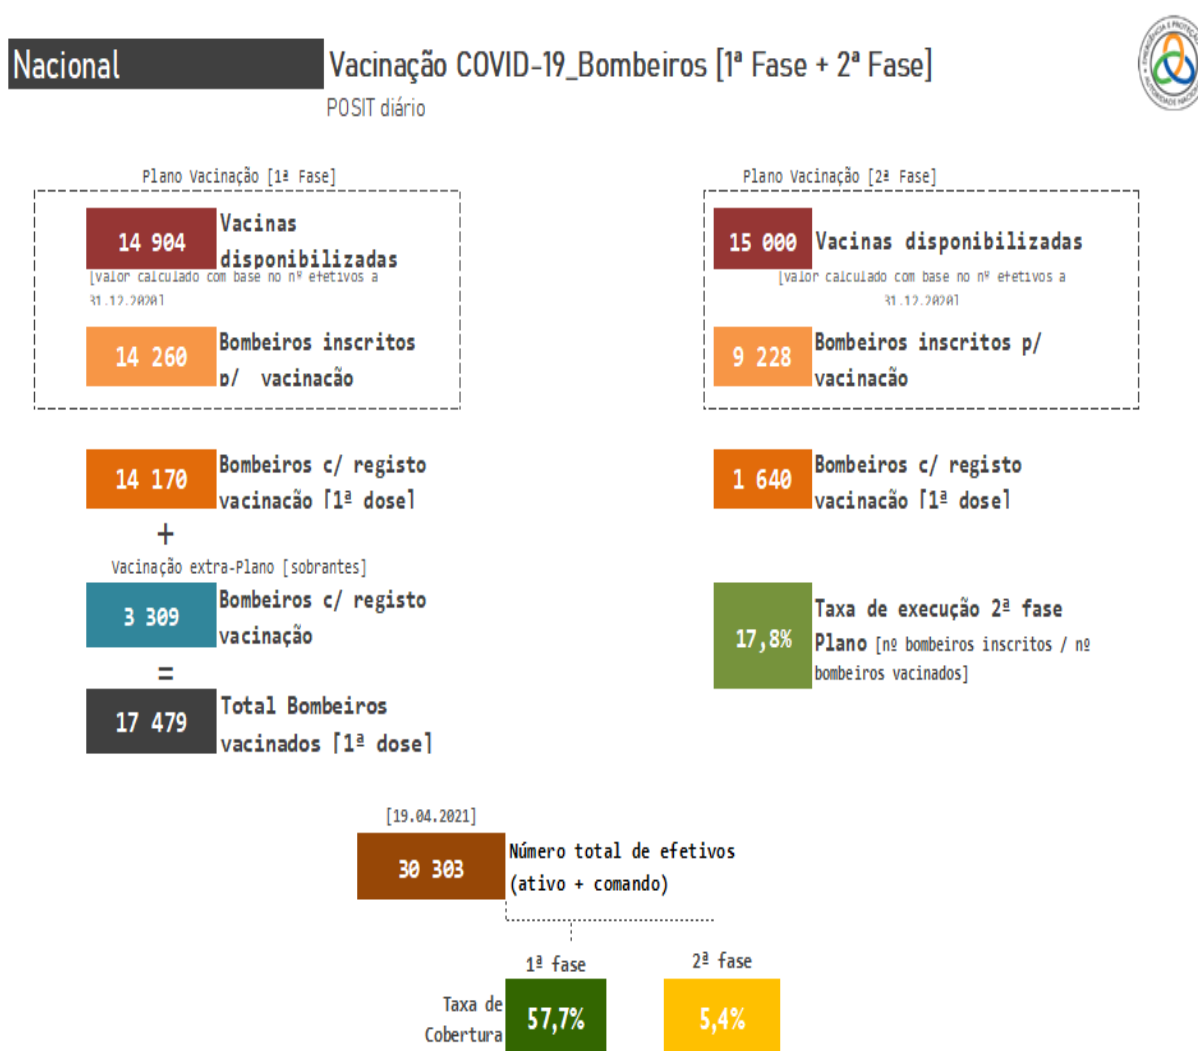 Nacional
Vacinação COVID-19_Bombeiros [1ª Fase + 2ª Fase]
POSIT diário
Plano Vacinação [1ª Fase]
14 904
Vacinas
disponibilizadas
[valor calculado com base no nº efetivos a
31.12.2020]
14 260
Bombeiros inscritos
p/ vacinação
14 170
Bombeiros c/ registo
vacinação [1ª dose]
+
Vacinação extra-Plano [sobrantes]
3 309
Bombeiros c/ registo
vacinação
=
17 479
Total Bombeiros
vacinados [1ª dose]
Plano Vacinação [2ª Fase]
15 000
Vacinas disponibilizadas
[valor calculado com base no nº efetivos a
31.12.2020]
9 228
Bombeiros inscritos p/
vacinação
1 640
Bombeiros c/ registo
vacinação [1ª dose]
17,8%
Taxa de execução 2ª fase
Plano [nº bombeiros inscritos / nº
bombeiros vacinados]
[19.04.2021]
30 303
Número total de efetivos
(ativo + comando)
1ª fase
2ª fase
Taxa de
Cobertura
57,7%
5,4%